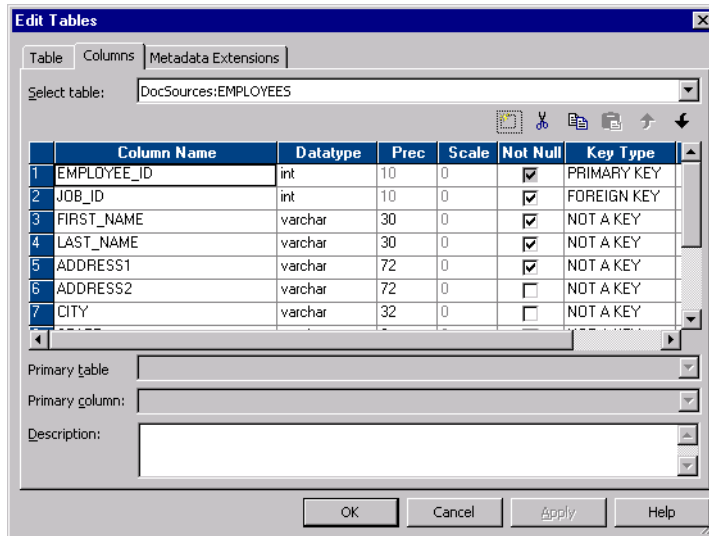 Edit Tables
Table Columns Metadata Extensions
Select table: DocSources:EMPLOYEES
Column Name Datatype Prec Scale Not Null Key Type
1 EMPLOYEE_ID int 10 0 PRIMARY KEY
2 JOB_ID int 10 0 FOREIGN KEY
3 FIRST_NAME varchar 30 0 NOT A KEY
4 LAST_NAME varchar 30 0 NOT A KEY
5 ADDRESS1 varchar 72 0 NOT A KEY
6 ADDRESS2 varchar 72 0 NOT A KEY
7 CITY varchar 32 0 NOT A KEY
Primary table
Primary column:
Description:
OK Cancel Apply Help